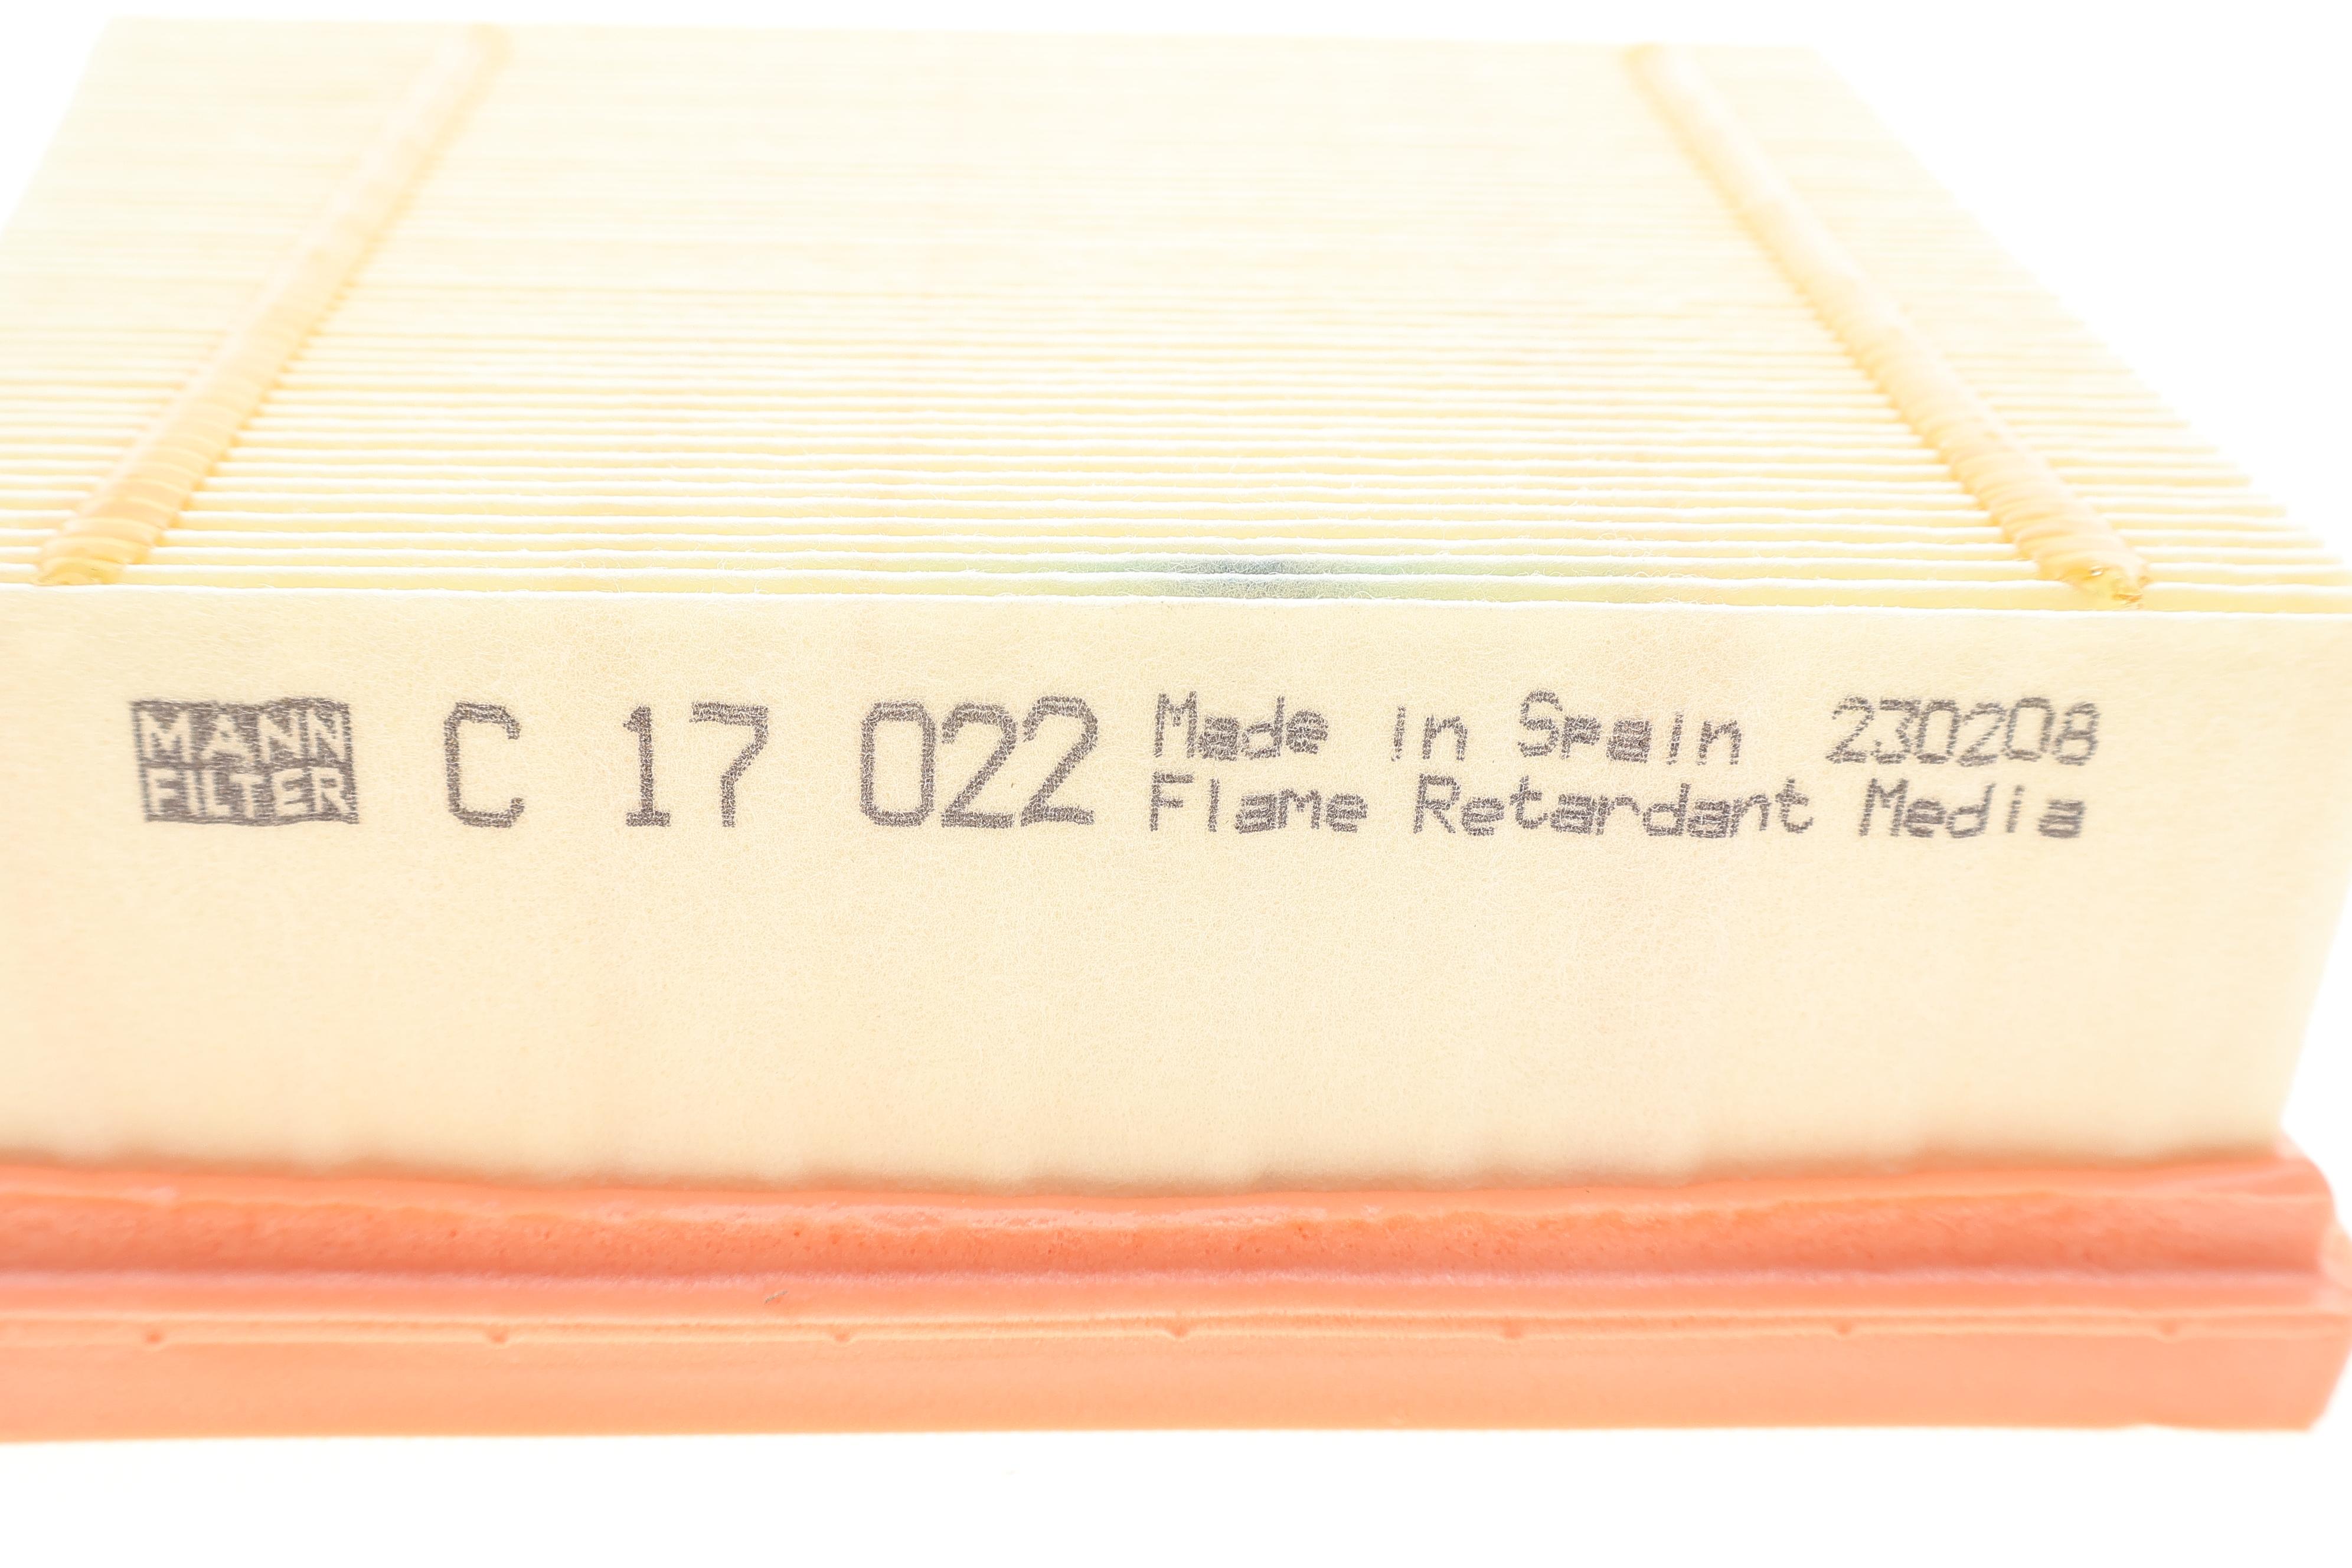 MANN
FILTER
C 17 022
Made in Spain 230208
Flame Retardant Media